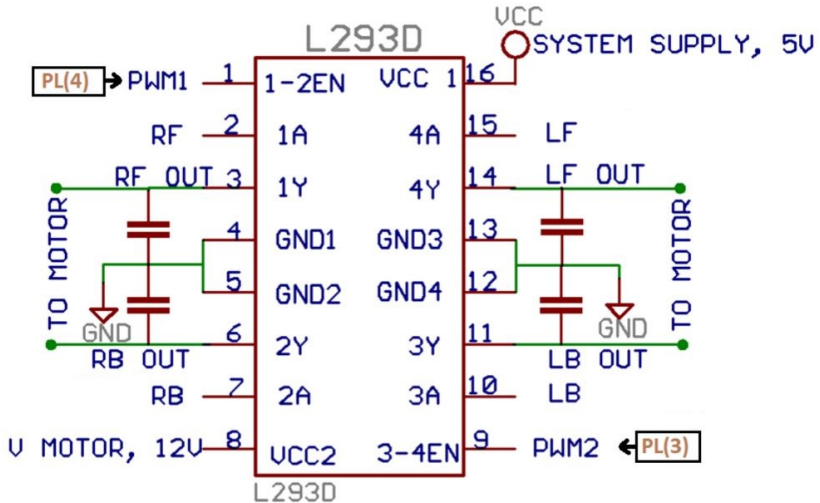 VCC
L293D
SYSTEM SUPPLY, 5V
PL(4) PWM1 1 1-2EN VCC 1 16
RF 2 1A 4A 15 LF
RF OUT 3 1Y 4Y 14 LF OUT
4 GND1 GND3 13
TO MOTOR
TO MOTOR
5 GND2 GND4 12
GND
GND
RB OUT 6 2Y 3Y 11 LB OUT
RB 7 2A 3A 10 LB
V MOTOR, 12V 8 VCC2 3-4EN 9 PWM2 PL(3)
L293D